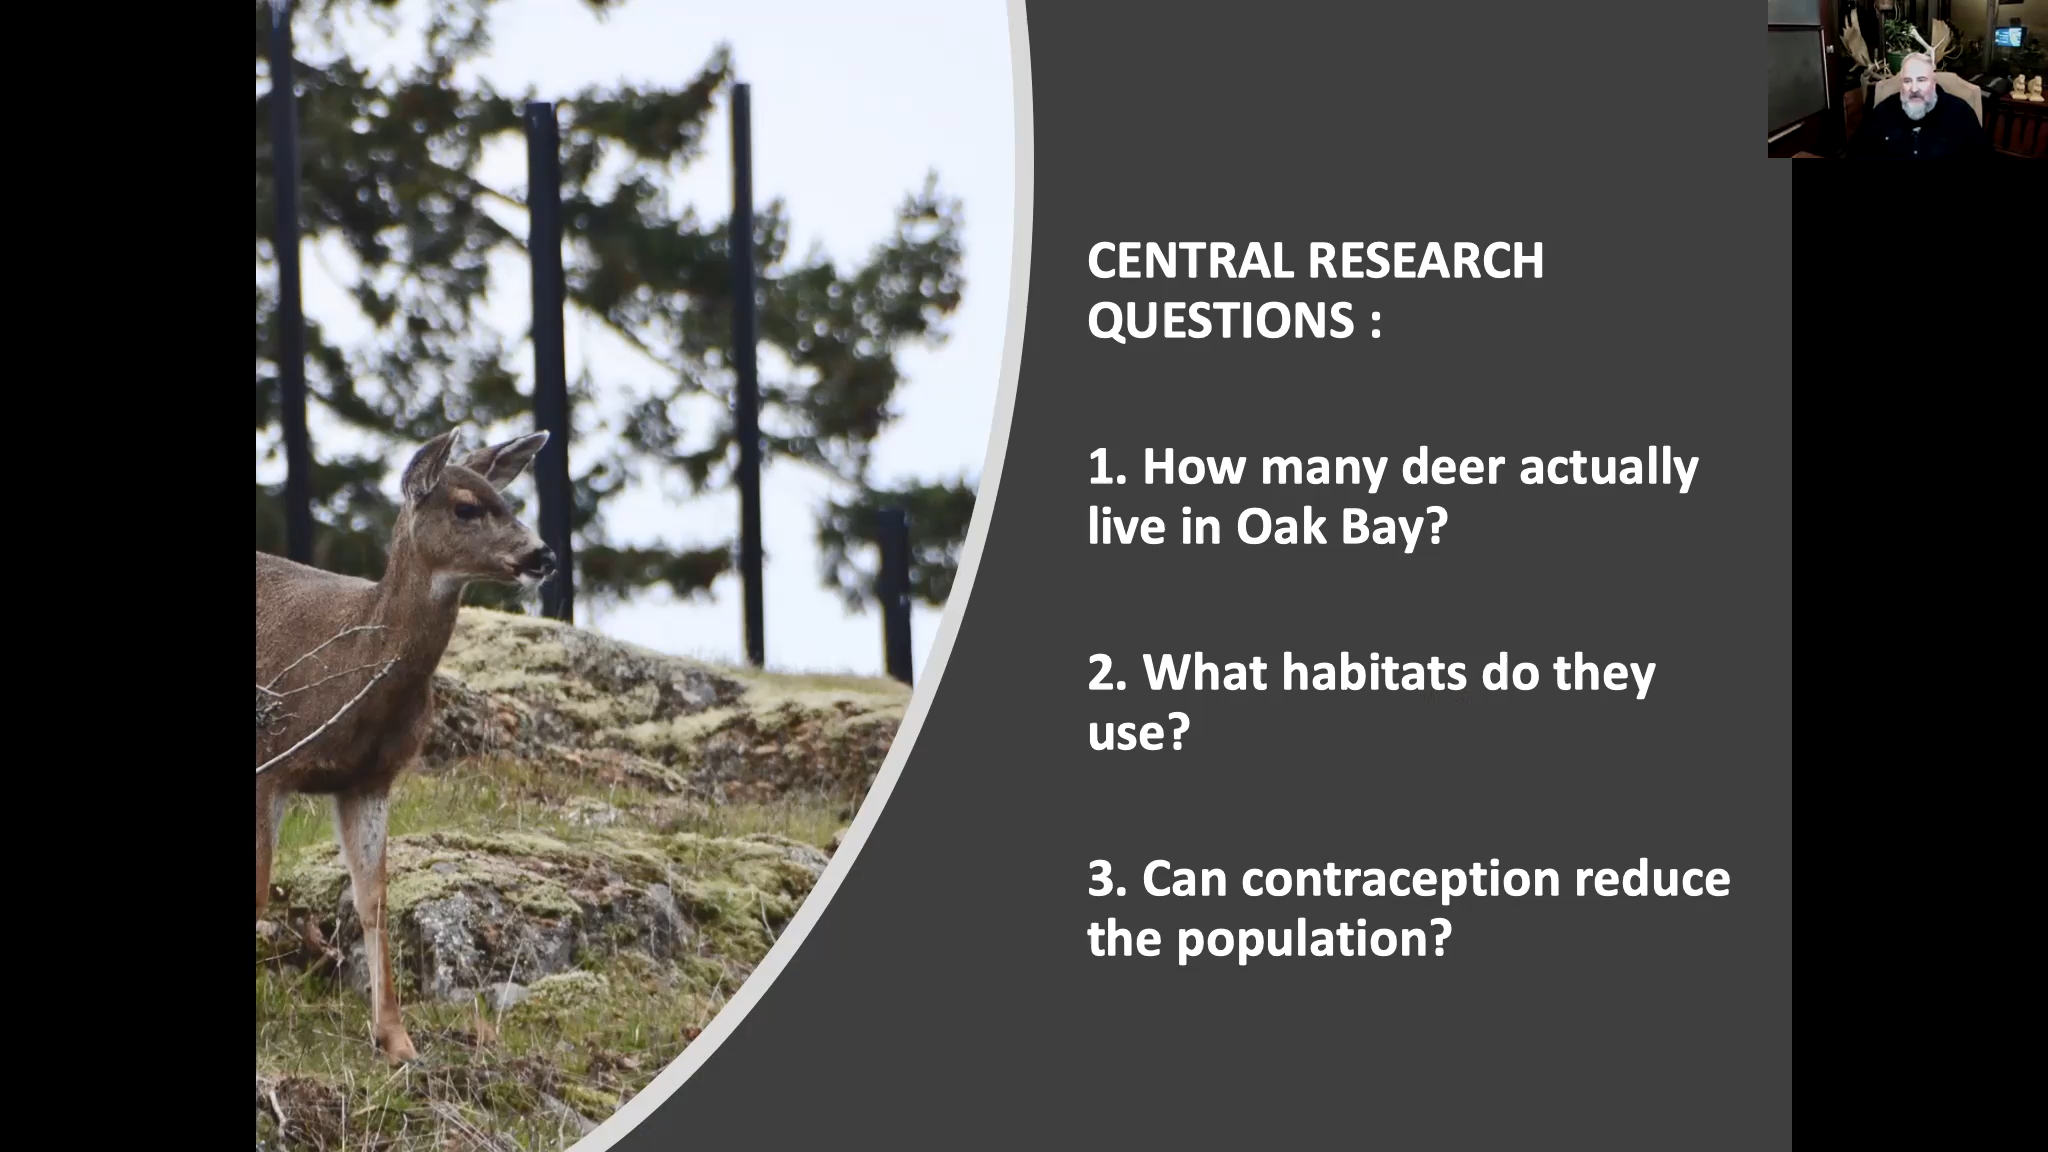 CENTRAL RESEARCH
QUESTIONS :
1. How many deer actually
live in Oak Bay?
2. What habitats do they
use?
3. Can contraception reduce
the population?